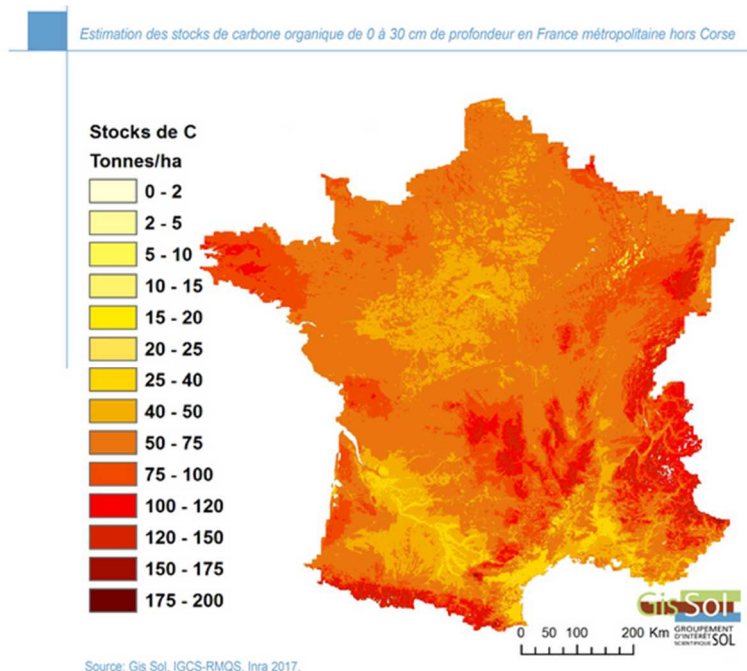 Estimation des stocks de carbone organique de 0 à 30 cm de profondeur en France métropolitaine hors Corse
Stocks de C
Tonnes/ha
0 - 2
2 - 5
5 - 10
10 - 15
15 - 20
20 - 25
25 - 40
40 - 50
50 - 75
75 - 100
100 - 120
120 - 150
150 - 175
175 - 200
Gis Sol
GROUPEMENT
D'INTÉRÊT
SCIENTIFIQUE SOL
0 50 100 200 Km
Source: Gis Sol, IGCS-RMQS, Inra 2017.